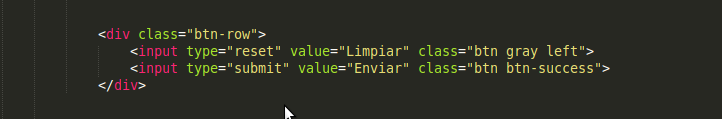 <div class="btn-row">
<input type="reset" value="Limpiar" class="btn gray left">
<input type="submit" value="Enviar" class="btn btn-success">
</div>